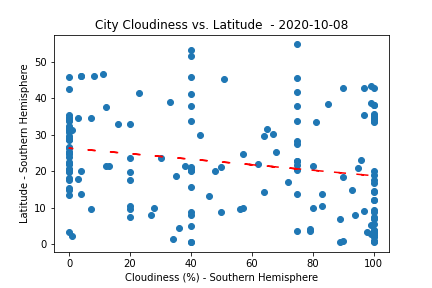 City Cloudiness vs. Latitude  - 2020-10-08
Latitude - Southern Hemisphere
50
40
30
20
10
0
0 20 40 60 80 100
Cloudiness (%) - Southern Hemisphere